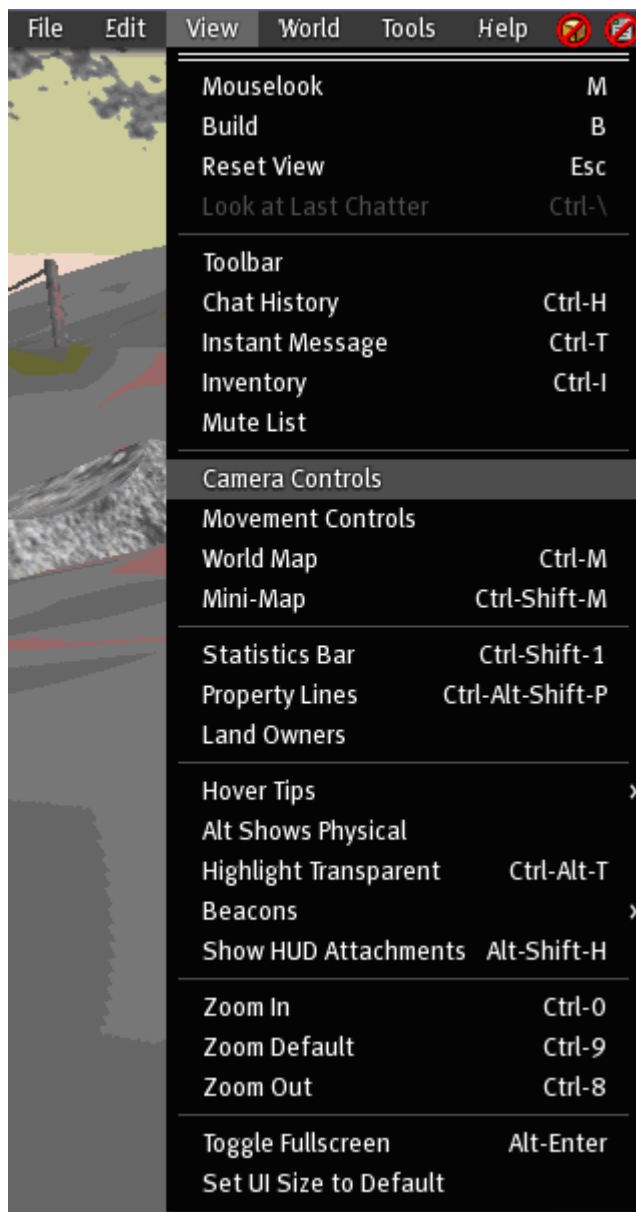 File Edit View World Tools Help
Mouselook M
Build B
Reset View Esc
Look at Last Chatter Ctrl-\
Toolbar
Chat History Ctrl-H
Instant Message Ctrl-T
Inventory Ctrl-I
Mute List
Camera Controls
Movement Controls
World Map Ctrl-M
Mini-Map Ctrl-Shift-M
Statistics Bar Ctrl-Shift-1
Property Lines Ctrl-Alt-Shift-P
Land Owners
Hover Tips
Alt Shows Physical
Highlight Transparent Ctrl-Alt-T
Beacons
Show HUD Attachments Alt-Shift-H
Zoom In Ctrl-0
Zoom Default Ctrl-9
Zoom Out Ctrl-8
Toggle Fullscreen Alt-Enter
Set UI Size to Default